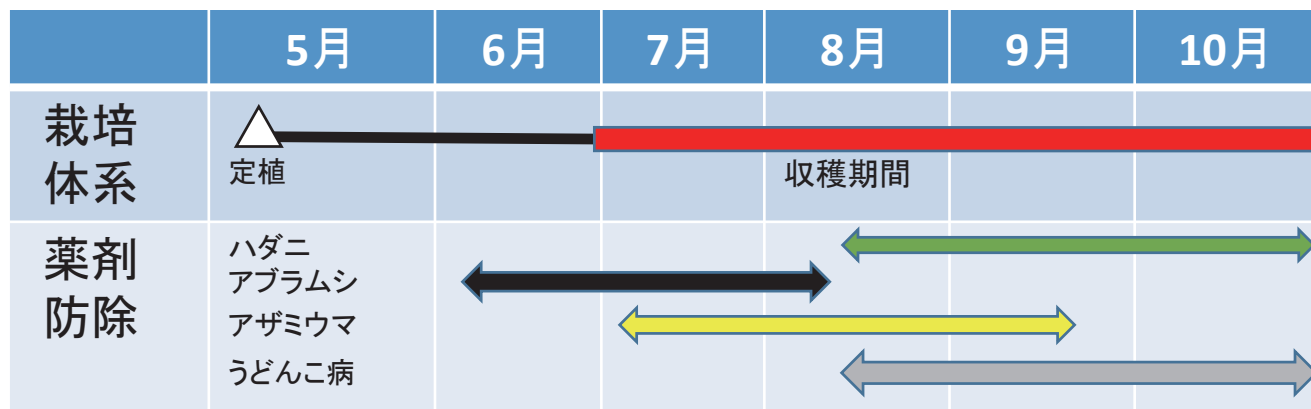 5月 6月 7月 8月 9月 10月
栽培
体系
定植
収穫期間
薬剤
防除
ハダニ
アブラムシ
アザミウマ
うどんこ病